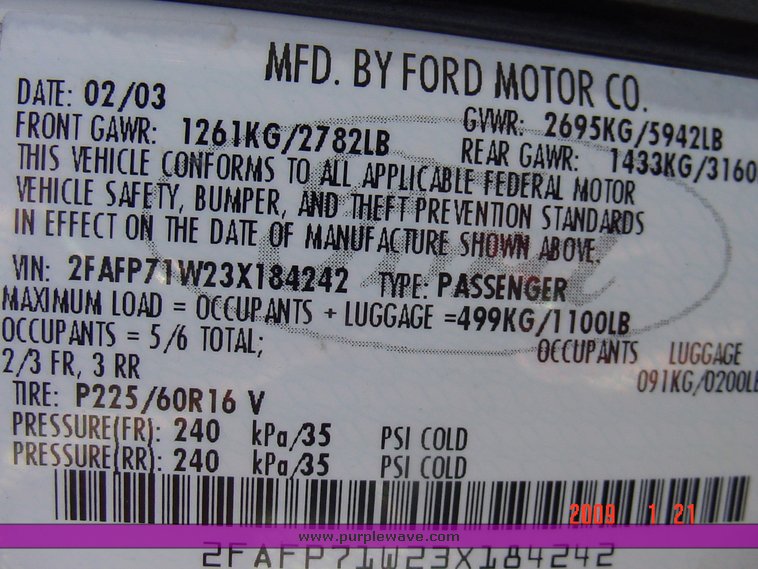 MFD. BY FORD MOTOR CO.
DATE: 02/03 GVWR: 2695KG/5942LB
FRONT GAWR: 1261KG/2782LB REAR GAWR: 1433KG/3160
THIS VEHICLE CONFORMS TO ALL APPLICABLE FEDERAL MOTOR
VEHICLE SAFETY, BUMPER, AND THEFT PREVENTION STANDARDS
IN EFFECT ON THE DATE OF MANUFACTURE SHOWN ABOVE.
VIN: 2FAFP71W23X184242 TYPE: PASSENGER
MAXIMUM LOAD = OCCUPANTS + LUGGAGE =499KG/1100LB
OCCUPANTS = 5/6 TOTAL; OCCUPANTS LUGGAGE
2/3 FR, 3 RR 091KG/0200LB
TIRE: P225/60R16 V
PRESSURE(FR): 240 kPa/35 PSI COLD
PRESSURE(RR): 240 kPa/35 PSI COLD
2009 1 21
www.purplewave.com
2FAFP71W23X184242